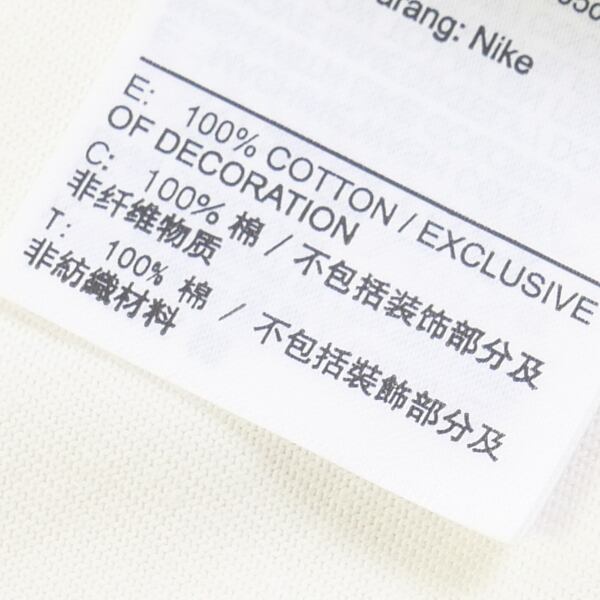 urang: Nike
E: 100% COTTON / EXCLUSIVE
OF DECORATION
C: 100% 棉 / 不包括装饰部分及
非纤维物质
T: 100% 棉 / 不包括裝飾部分及
非紡織材料